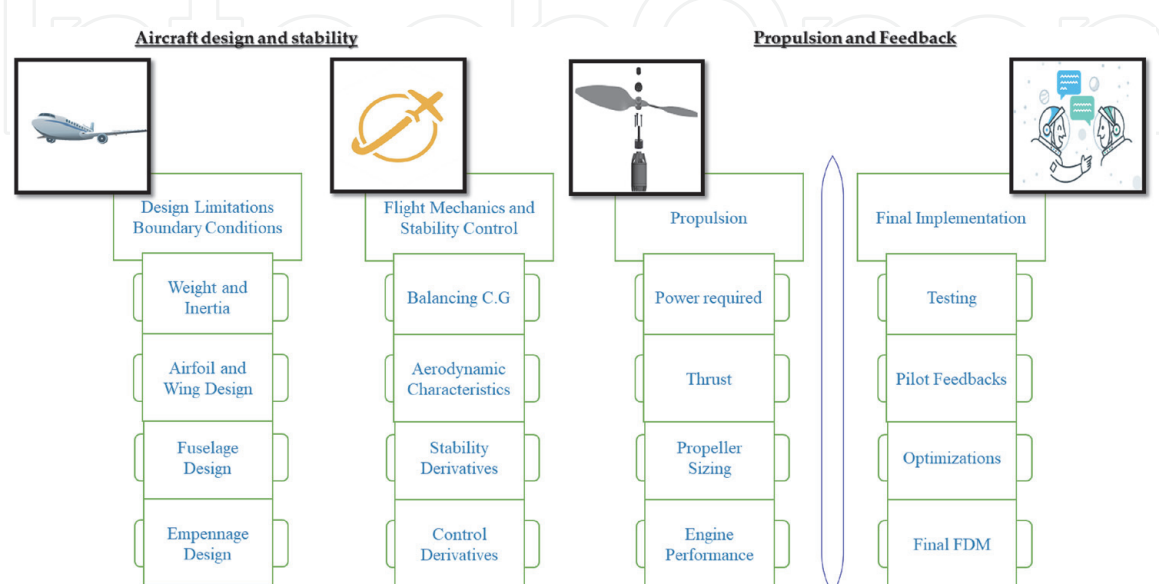 Aircraft design and stability
Propulsion and Feedback
Design Limitations
Boundary Conditions
Weight and
Inertia
Airfoil and
Wing Design
Fuselage
Design
Empennage
Design
Flight Mechanics and
Stability Control
Balancing C.G
Aerodynamic
Characteristics
Stability
Derivatives
Control
Derivatives
Propulsion
Power required
Thrust
Propeller
Sizing
Engine
Performance
Final Implementation
Testing
Pilot Feedbacks
Optimizations
Final FDM